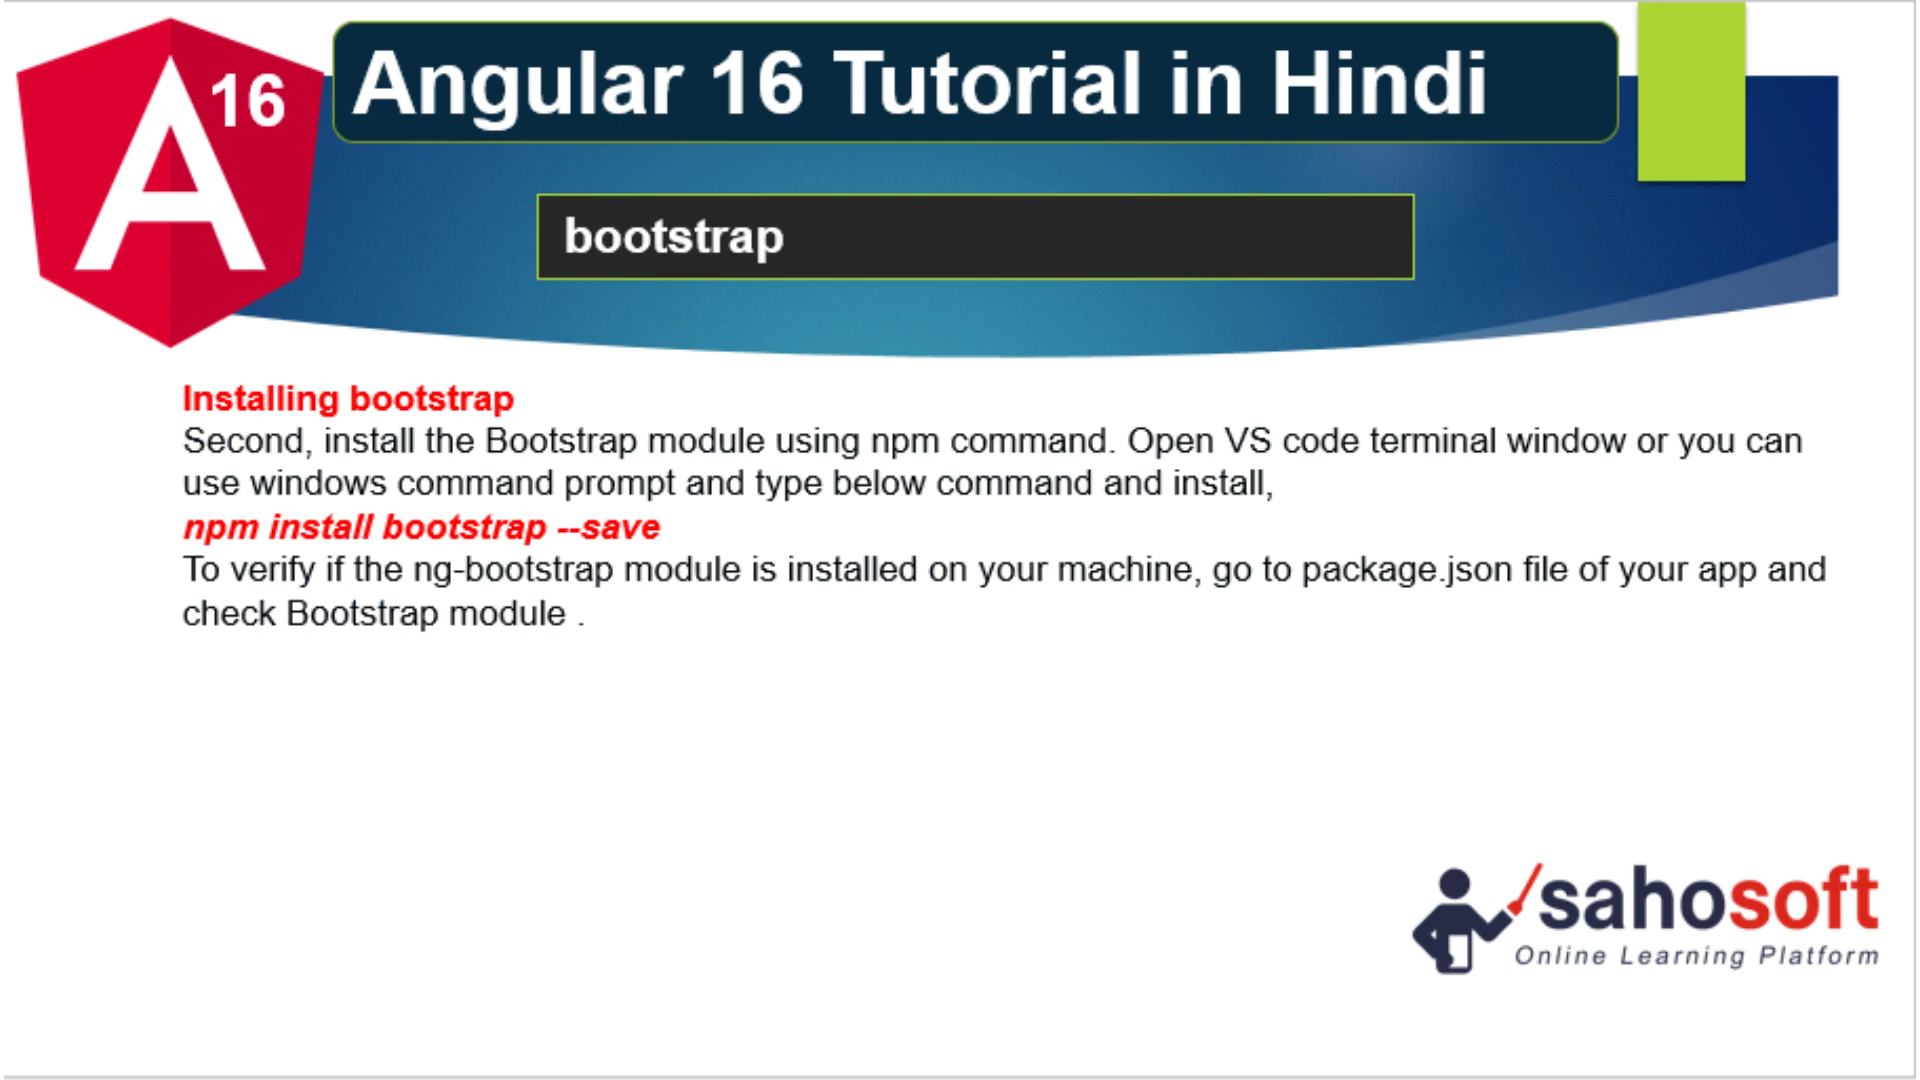 16
Angular 16 Tutorial in Hindi
bootstrap
Installing bootstrap
Second, install the Bootstrap module using npm command. Open VS code terminal window or you can
use windows command prompt and type below command and install,
npm install bootstrap --save
To verify if the ng-bootstrap module is installed on your machine, go to package.json file of your app and
check Bootstrap module .
sahosoft
Online Learning Platform